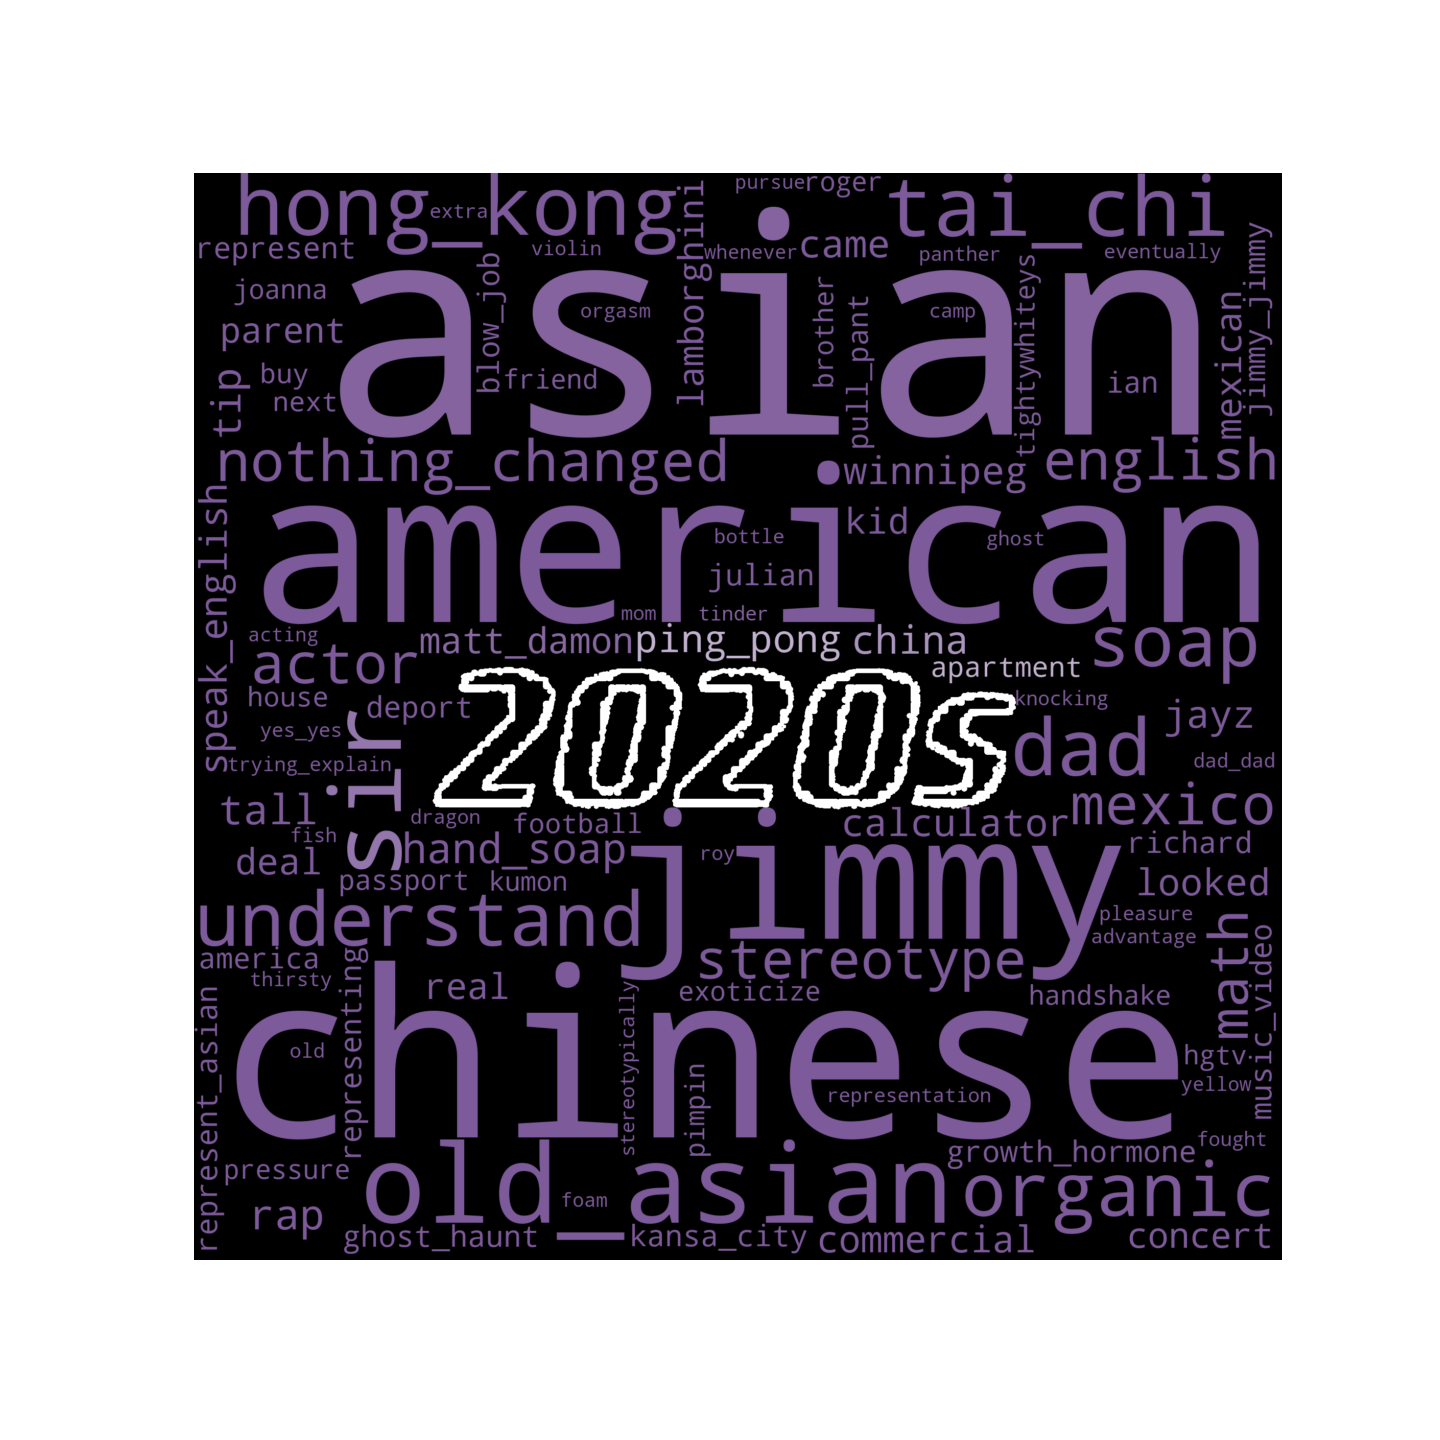 hong_kong
extra
pursue
roger
tai_chi
represent
violin
lamborghini
whenever
came
panther
eventually
asian
joanna
blow_job
orgasm
brother
pull_pant
camp
tightywhiteys
mexican
jimmy_jimmy
parent
buy
next
tip
friend
ian
nothing_changed
winnipeg
english
american
kid
bottle
ghost
julian
speak_english
mom
tinder
acting
matt_damon
ping_pong
china
soap
actor
apartment
house
deport
2020s
knocking
jayz
yes_yes
sir
dad
trying_explain
dad_dad
tall
dragon
football
calculator
mexico
fish
deal
hand_soap
jimmy
roy
richard
passport
kumon
looked
understand
pleasure
advantage
america
stereotype
math
music_video
thirsty
real
exoticize
handshake
represent_asian
representing
chinese
old
stereotypically
pimpin
representation
hgtv
yellow
old_asian
growth_hormone
fought
pressure
organic
rap
foam
ghost_haunt
kansa_city
commercial
concert